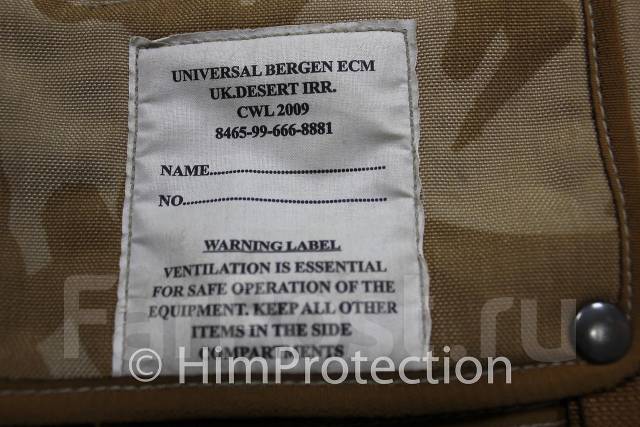 UNIVERSAL BERGEN ECM
UK.DESERT IRR.
CWL 2009
8465-99-666-8881
NAME........................................
NO...............................................
WARNING LABEL
VENTILATION IS ESSENTIAL
FOR SAFE OPERATION OF THE
EQUIPMENT. KEEP ALL OTHER
ITEMS IN THE SIDE
COMPARTMENTS
© HimProtection ®